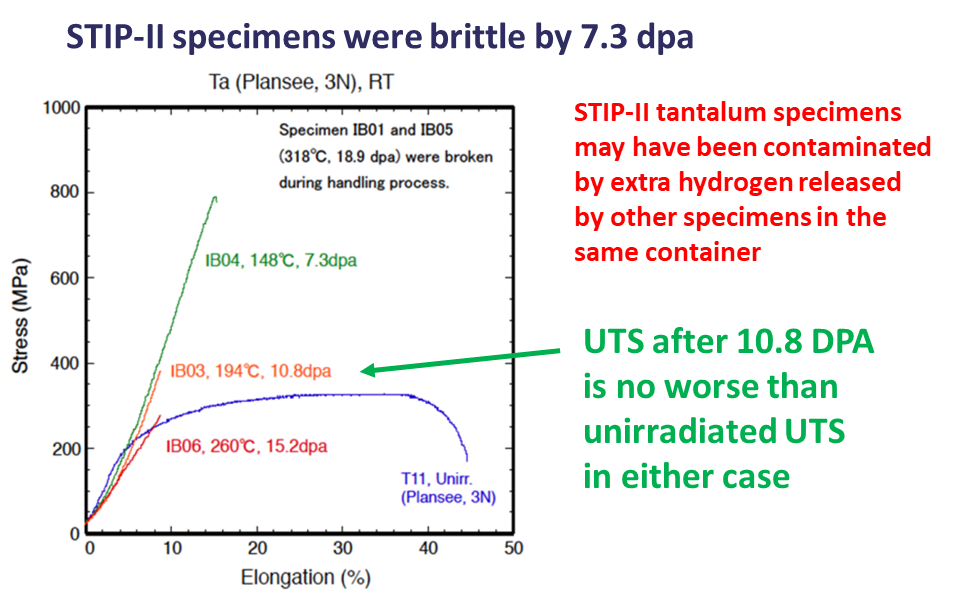 STIP-II specimens were brittle by 7.3 dpa
Ta (Plansee, 3N), RT
1000
800
600
400
200
0
Stress (MPa)
Specimen IB01 and IB05
(318℃, 18.9 dpa) were broken
during handling process.
IB04, 148℃, 7.3dpa
IB03, 194℃, 10.8dpa
IB06, 260℃, 15.2dpa
T11, Unirr.
(Plansee, 3N)
0 10 20 30 40 50
Elongation (%)
STIP-II tantalum specimens
may have been contaminated
by extra hydrogen released
by other specimens in the
same container
UTS after 10.8 DPA
is no worse than
unirradiated UTS
in either case